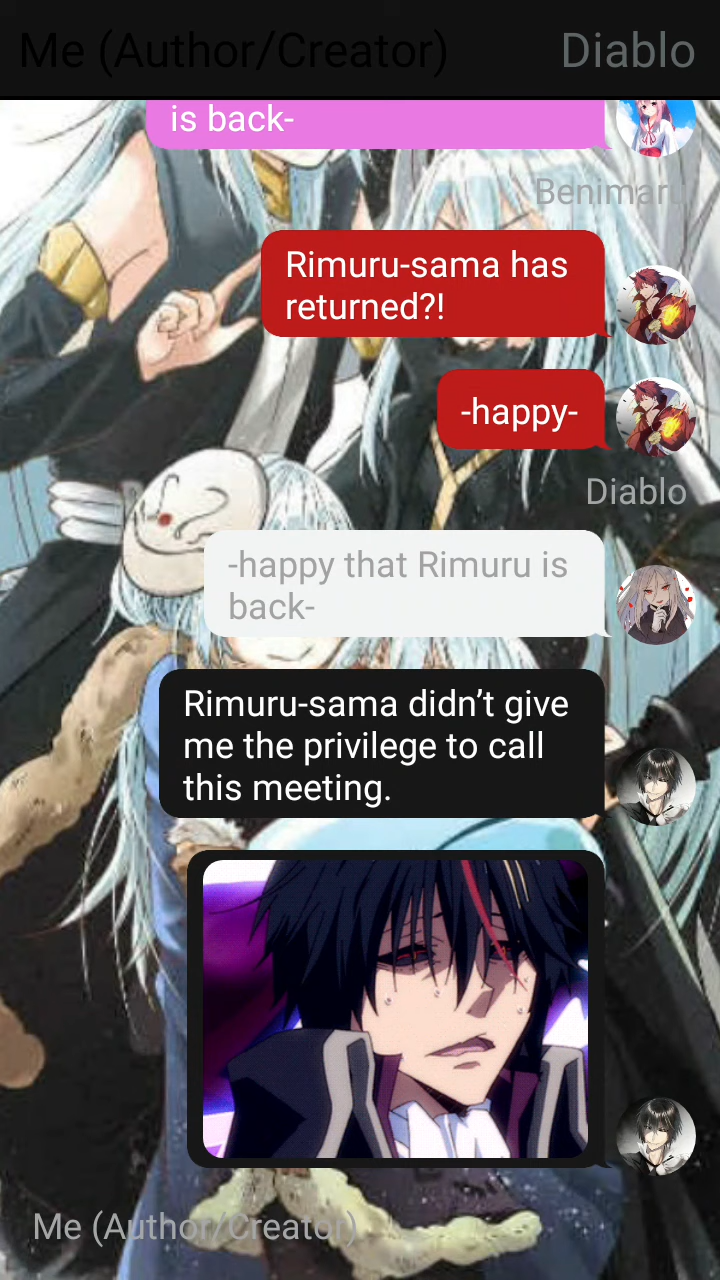 Me (Author/Creator) Diablo
is back-
Benimaru
Rimuru-sama has
returned?!
-happy-
Diablo
-happy that Rimuru is
back-
Rimuru-sama didn’t give
me the privilege to call
this meeting.
Me (Author/Creator)